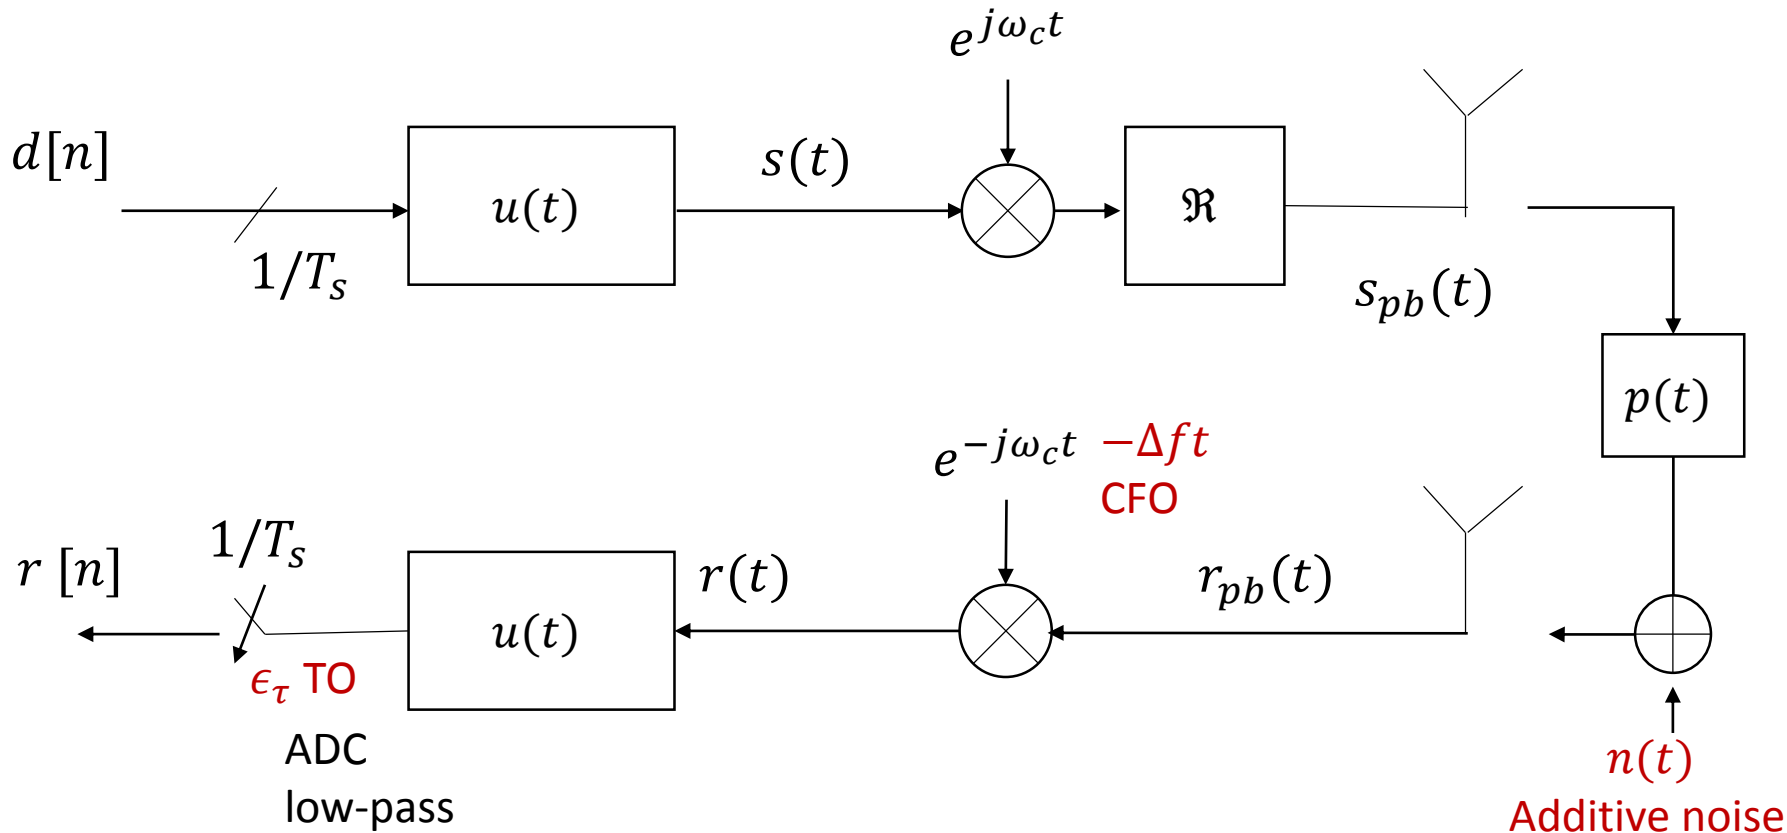 e^{jω_c t}
d[n]
1/T_s
u(t)
s(t)
ℜ
s_{pb}(t)
p(t)
e^{-jω_c t} −Δft
CFO
r [n]
1/T_s
ϵ_τ TO
ADC
low-pass
u(t)
r(t)
r_{pb}(t)
n(t)
Additive noise